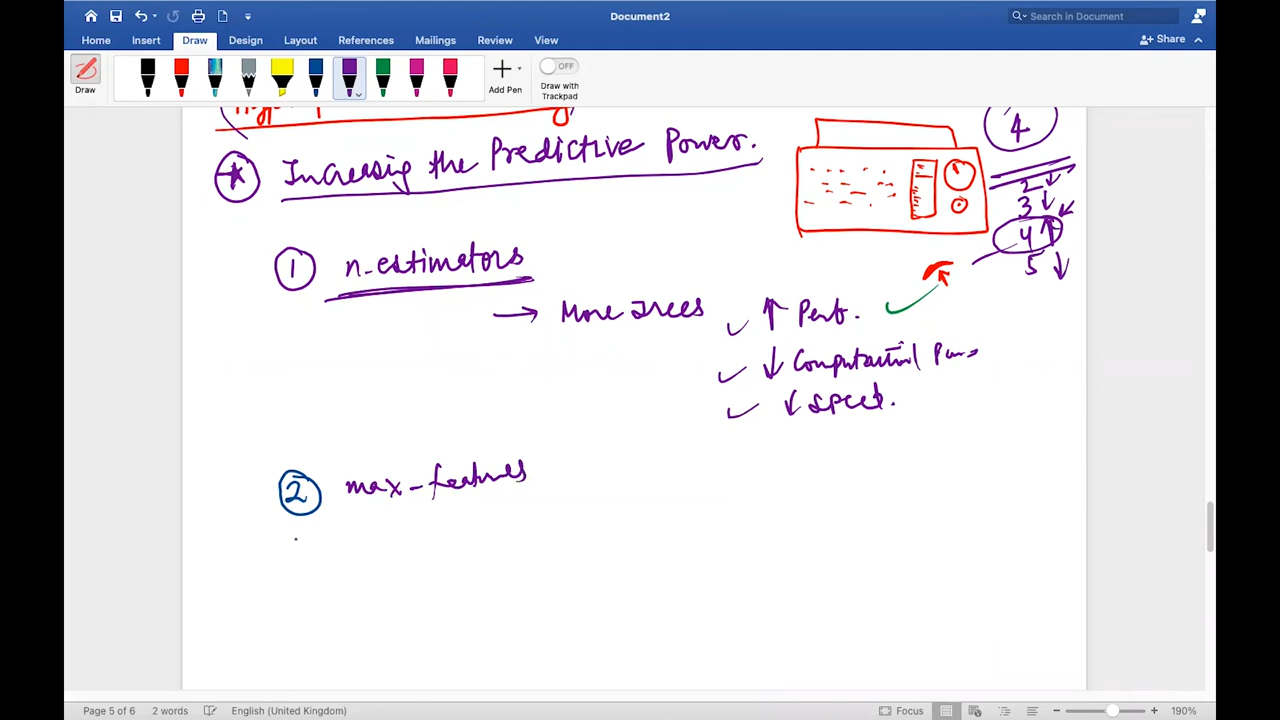 Document2
Search in Document
Home Insert Draw Design Layout References Mailings Review View
Share
Draw
Add Pen
OFF
Draw with Trackpad
4
Increasing the Predictive Power.
2 ↓
3 ↓
4 ↑
5 ↓
1 n-estimators
→ More Trees
↑ Perf.
↓ Computational
↓ speed.
2 max-features
Page 5 of 6
2 words
English (United Kingdom)
Focus
190%